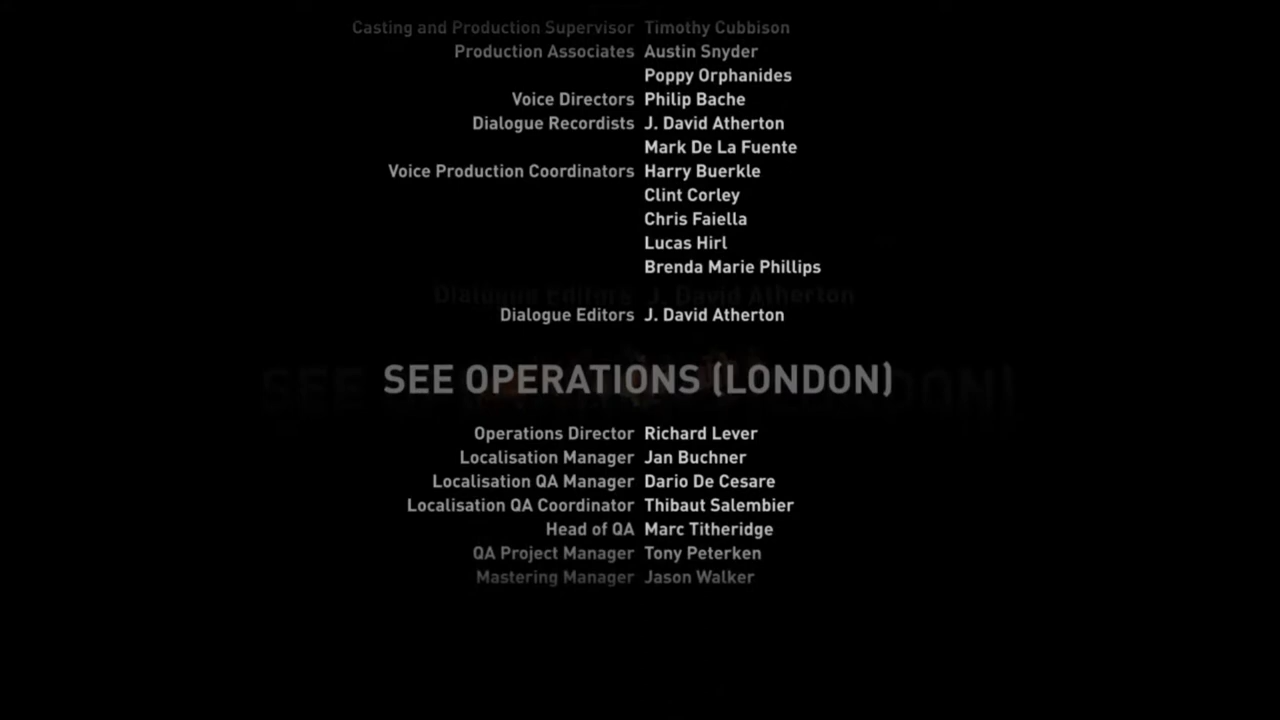 Casting and Production Supervisor Timothy Cubbison
Production Associates Austin Snyder
Poppy Orphanides
Voice Directors Philip Bache
Dialogue Recordists J. David Atherton
Mark De La Fuente
Voice Production Coordinators Harry Buerkle
Clint Corley
Chris Faiella
Lucas Hirl
Brenda Marie Phillips
Dialogue Editors J. David Atherton
Dialogue Editors J. David Atherton
SEE OPERATIONS (LONDON)
Operations Director Richard Lever
Localisation Manager Jan Buchner
Localisation QA Manager Dario De Cesare
Localisation QA Coordinator Thibaut Salembier
Head of QA Marc Titheridge
QA Project Manager Tony Peterken
Mastering Manager Jason Walker